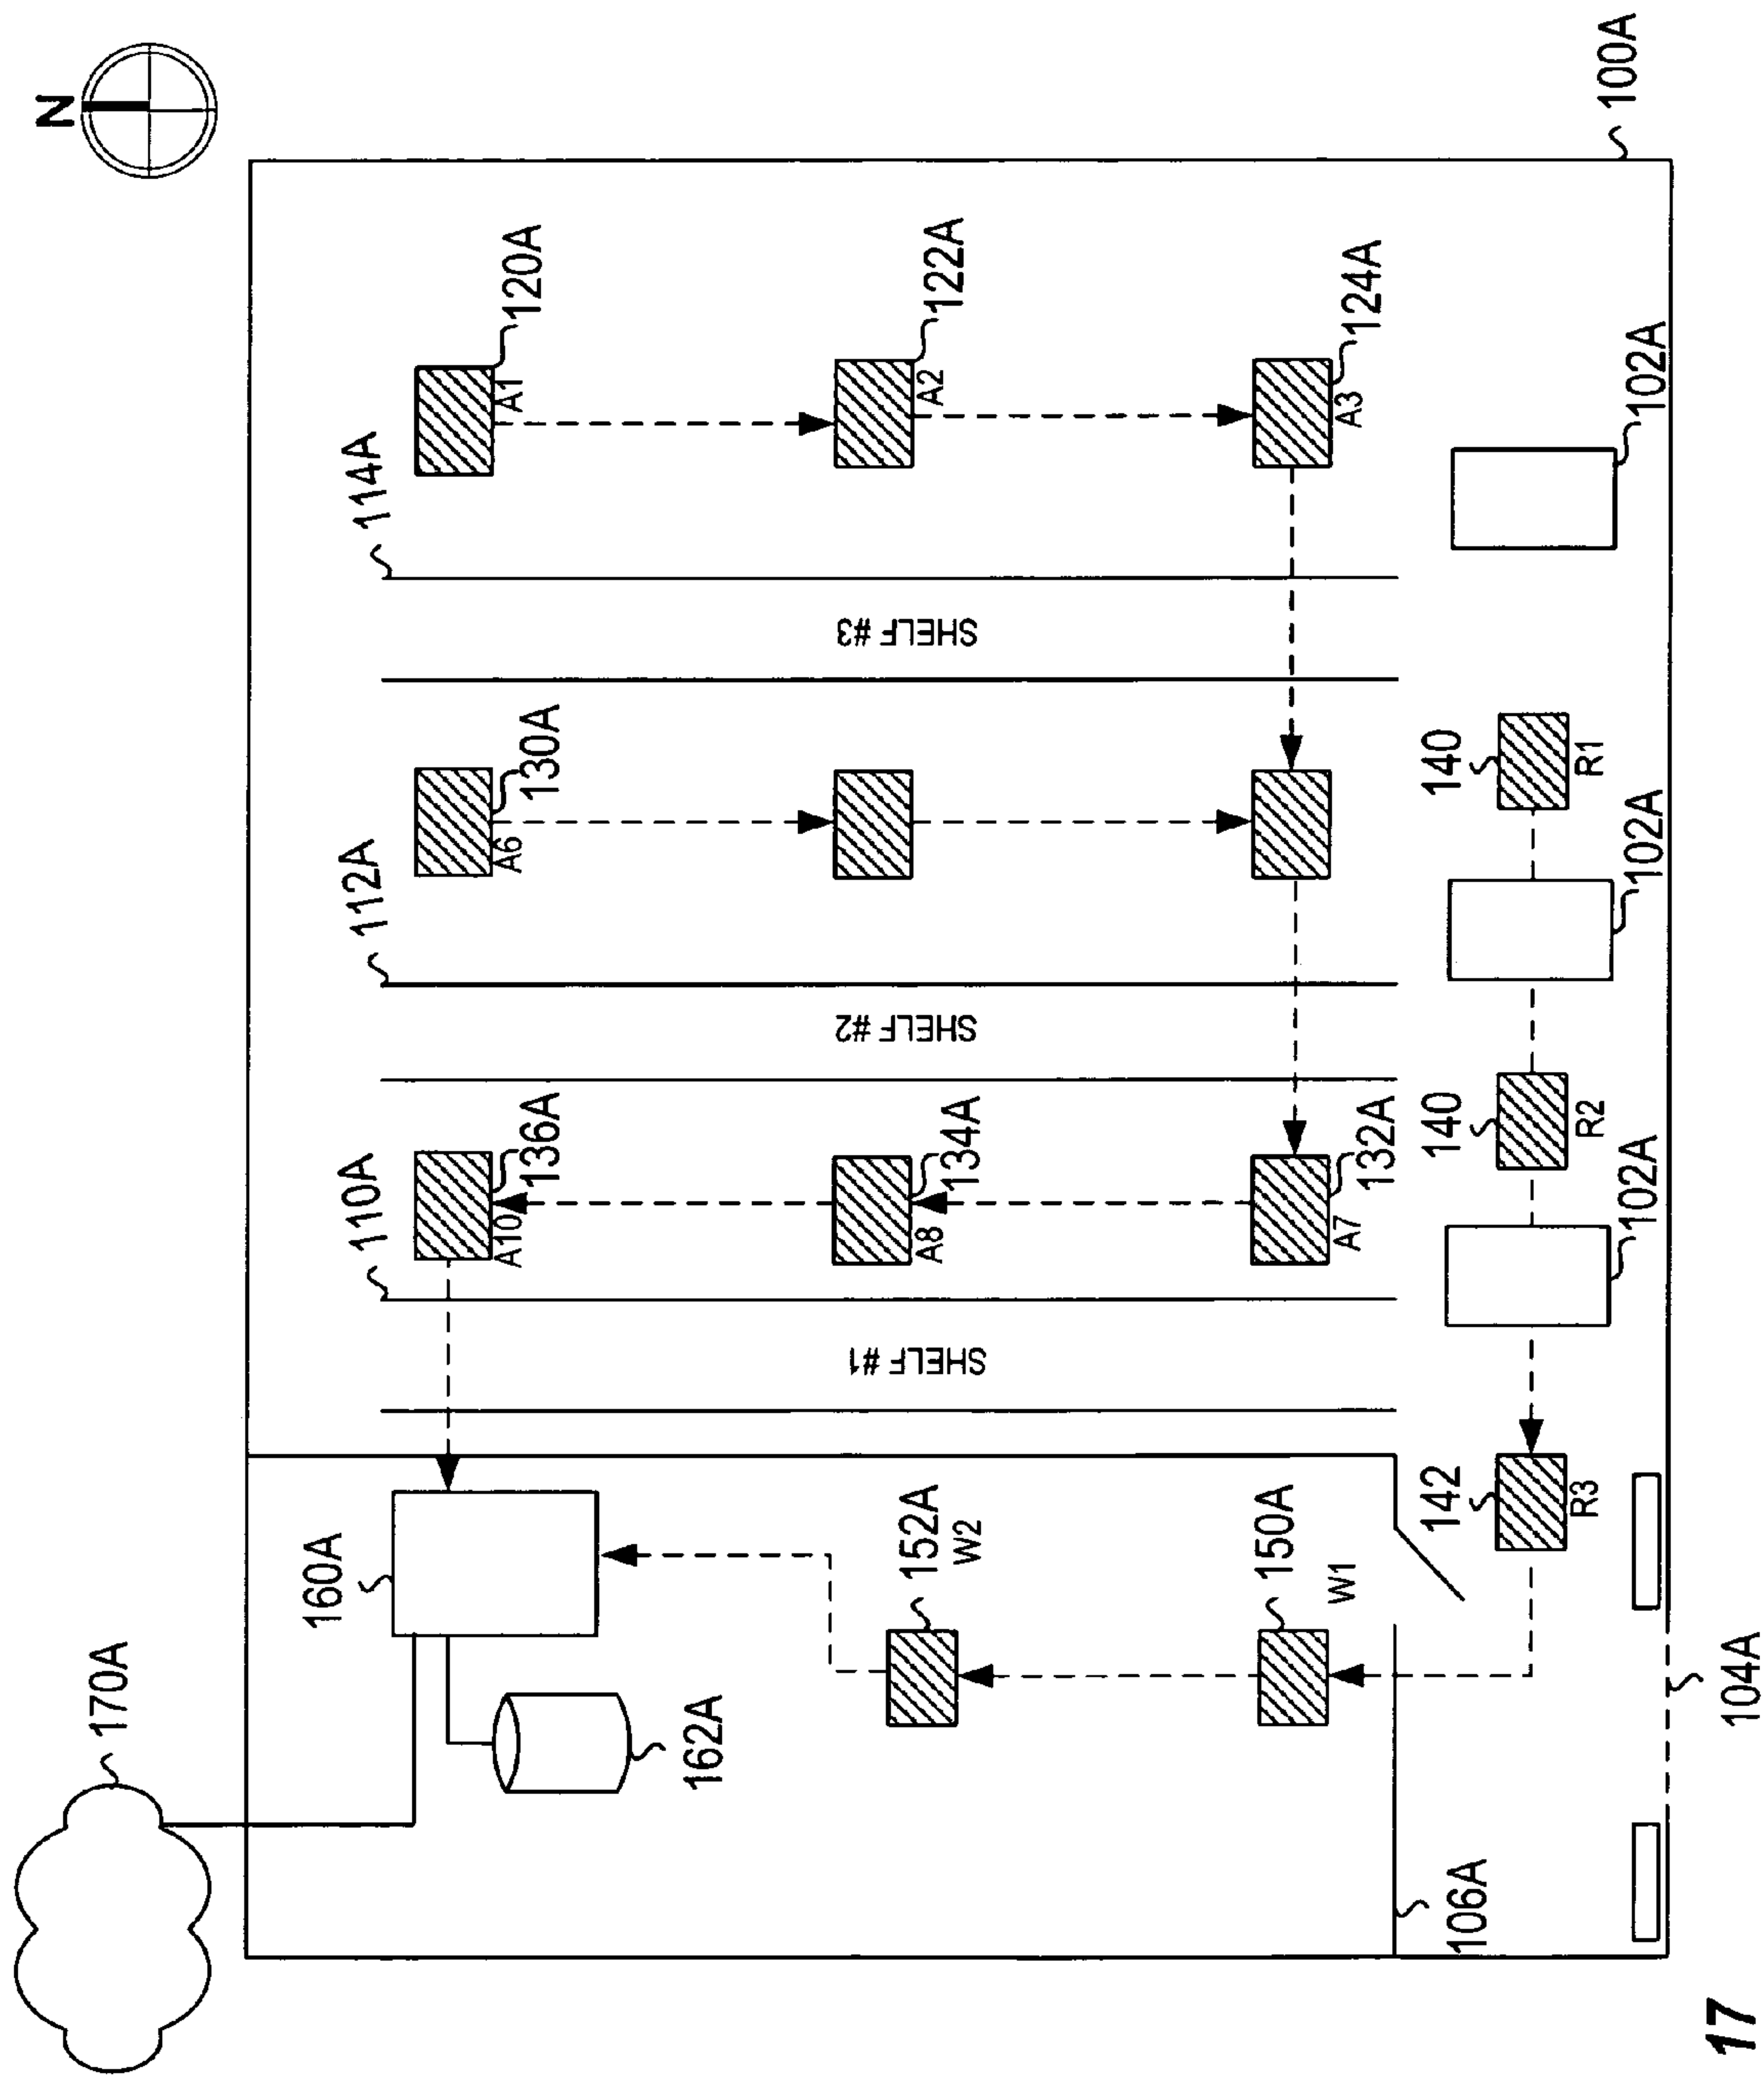 N
170A
160A
162A
110A
136A
A10
112A
130A
A6
114A
120A
A1
152A
W2
134A
A8
122A
A2
SHELF #1
SHELF #2
SHELF #3
150A
W1
132A
A7
124A
A3
106A
142
R3
140
R2
140
R1
102A
102A
102A
104A
100A
17